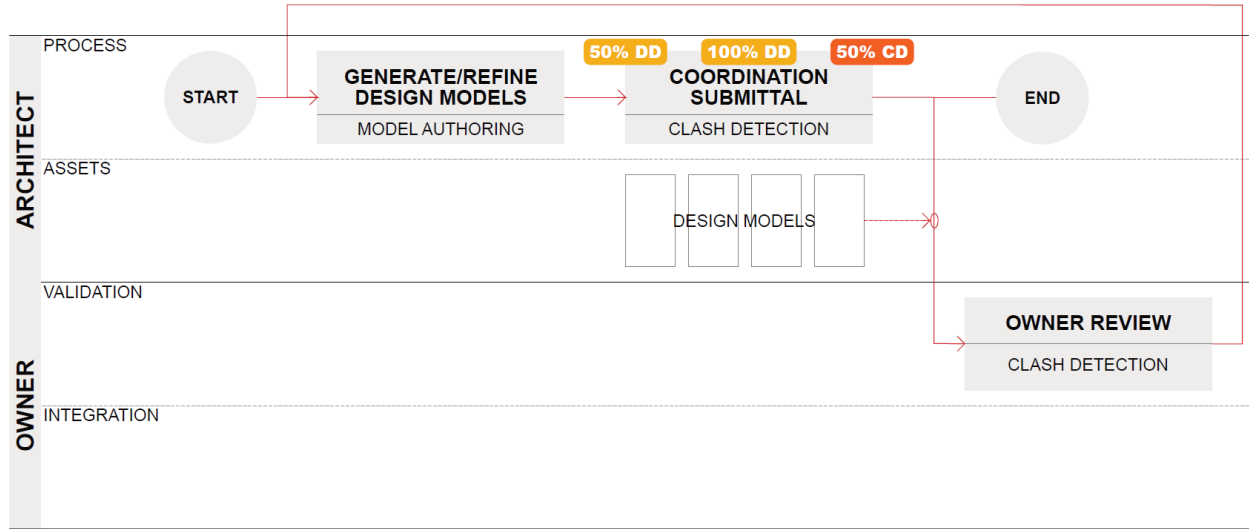 PROCESS
50% DD
100% DD
50% CD
START
GENERATE/REFINE
DESIGN MODELS
MODEL AUTHORING
COORDINATION
SUBMITTAL
CLASH DETECTION
END
ARCHITECT
ASSETS
DESIGN MODELS
VALIDATION
OWNER REVIEW
CLASH DETECTION
OWNER
INTEGRATION